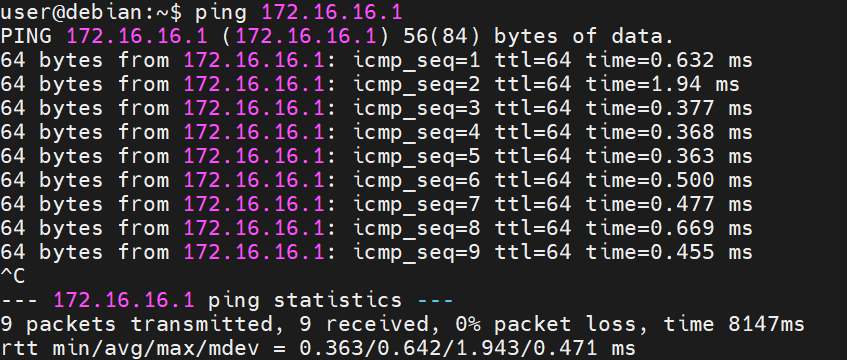 user@debian:~$ ping 172.16.16.1
PING 172.16.16.1 (172.16.16.1) 56(84) bytes of data.
64 bytes from 172.16.16.1: icmp_seq=1 ttl=64 time=0.632 ms
64 bytes from 172.16.16.1: icmp_seq=2 ttl=64 time=1.94 ms
64 bytes from 172.16.16.1: icmp_seq=3 ttl=64 time=0.377 ms
64 bytes from 172.16.16.1: icmp_seq=4 ttl=64 time=0.368 ms
64 bytes from 172.16.16.1: icmp_seq=5 ttl=64 time=0.363 ms
64 bytes from 172.16.16.1: icmp_seq=6 ttl=64 time=0.500 ms
64 bytes from 172.16.16.1: icmp_seq=7 ttl=64 time=0.477 ms
64 bytes from 172.16.16.1: icmp_seq=8 ttl=64 time=0.669 ms
64 bytes from 172.16.16.1: icmp_seq=9 ttl=64 time=0.455 ms
^C
--- 172.16.16.1 ping statistics ---
9 packets transmitted, 9 received, 0% packet loss, time 8147ms
rtt min/avg/max/mdev = 0.363/0.642/1.943/0.471 ms